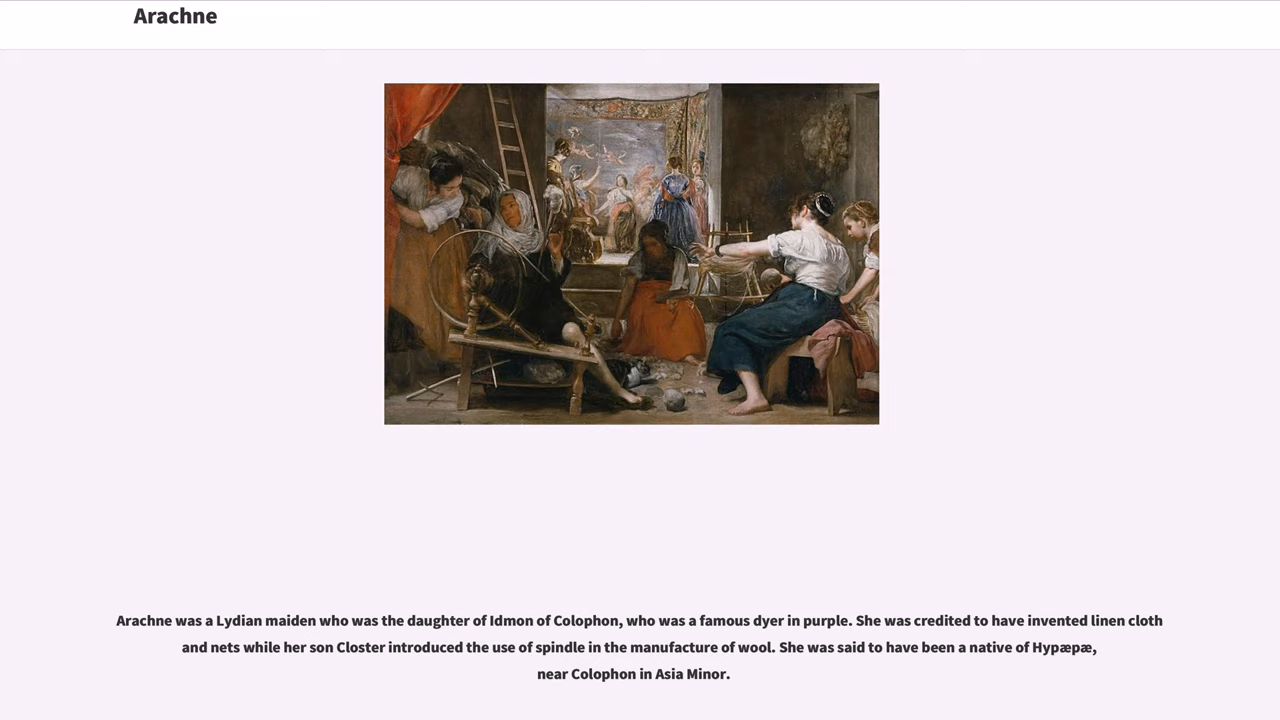 Arachne
Arachne was a Lydian maiden who was the daughter of Idmon of Colophon, who was a famous dyer in purple. She was credited to have invented linen cloth
and nets while her son Closter introduced the use of spindle in the manufacture of wool. She was said to have been a native of Hypæpæ,
near Colophon in Asia Minor.